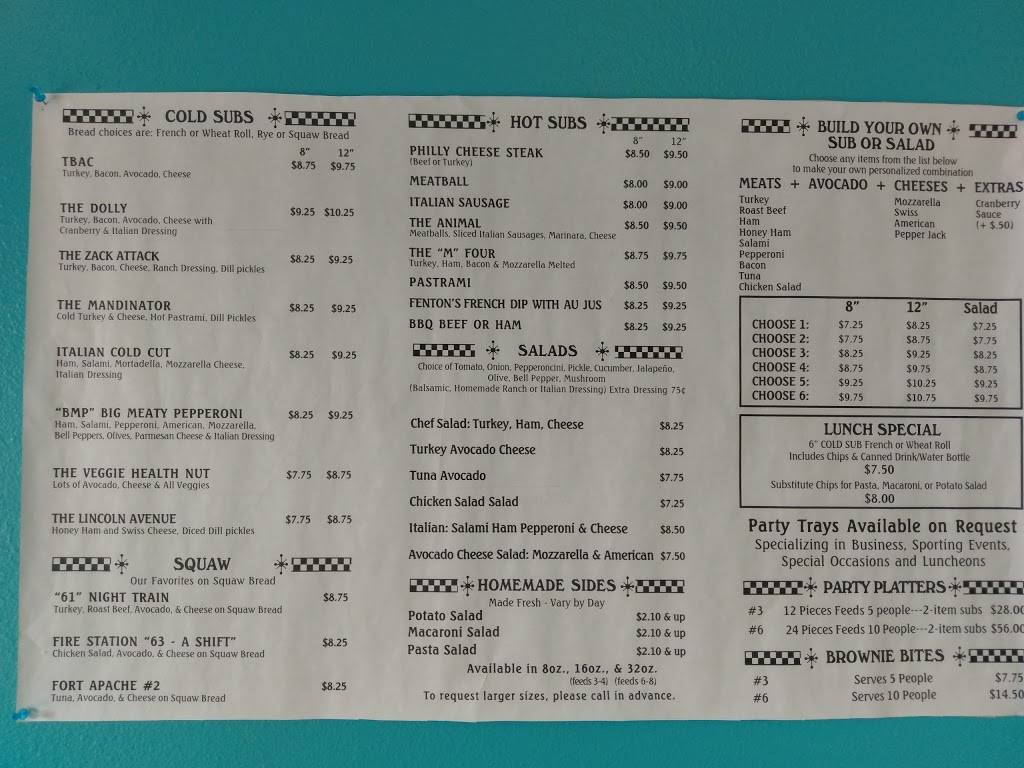 COLD SUBS
Bread choices are: French or Wheat Roll, Rye or Squaw Bread
8" 12"
TBAC $8.75 $9.75
Turkey, Bacon, Avocado, Cheese
THE DOLLY $9.25 $10.25
Turkey, Bacon, Avocado, Cheese with
Cranberry & Italian Dressing
THE ZACK ATTACK $8.25 $9.25
Turkey, Bacon, Cheese, Ranch Dressing, Dill pickles
THE MANDINATOR $8.25 $9.25
Cold Turkey & Cheese, Hot Pastrami, Dill Pickles
ITALIAN COLD CUT $8.25 $9.25
Ham, Salami, Mortadella, Mozzarella Cheese,
Italian Dressing
"BMP" BIG MEATY PEPPERONI $8.25 $9.25
Ham, Salami, Pepperoni, American, Mozzarella,
Bell Peppers, Olives, Parmesan Cheese & Italian Dressing
THE VEGGIE HEALTH NUT $7.75 $8.75
Lots of Avocado, Cheese & All Veggies
THE LINCOLN AVENUE $7.75 $8.75
Honey Ham and Swiss Cheese, Diced Dill pickles
SQUAW
Our Favorites on Squaw Bread
"61" NIGHT TRAIN $8.75
Turkey, Roast Beef, Avocado, & Cheese on Squaw Bread
FIRE STATION "63 - A SHIFT" $8.25
Chicken Salad, Avocado, & Cheese on Squaw Bread
FORT APACHE #2 $8.25
Tuna, Avocado, & Cheese on Squaw Bread
HOT SUBS
8" 12"
PHILLY CHEESE STEAK $8.50 $9.50
(Beef or Turkey)
MEATBALL $8.00 $9.00
ITALIAN SAUSAGE $8.00 $9.00
THE ANIMAL $8.50 $9.50
Meatballs, Sliced Italian Sausages, Marinara, Cheese
THE "M" FOUR $8.75 $9.75
Turkey, Ham, Bacon & Mozzarella Melted
PASTRAMI $8.50 $9.50
FENTON'S FRENCH DIP WITH AU JUS $8.25 $9.25
BBQ BEEF OR HAM $8.25 $9.25
SALADS
Choice of Tomato, Onion, Pepperoncini, Pickle, Cucumber, Jalapeño,
Olive, Bell Pepper, Mushroom
(Balsamic, Homemade Ranch or Italian Dressing) Extra Dressing 75¢
Chef Salad: Turkey, Ham, Cheese $8.25
Turkey Avocado Cheese $8.25
Tuna Avocado $7.75
Chicken Salad Salad $7.25
Italian: Salami Ham Pepperoni & Cheese $8.50
Avocado Cheese Salad: Mozzarella & American $7.50
HOMEMADE SIDES
Made Fresh - Vary by Day
Potato Salad $2.10 & up
Macaroni Salad $2.10 & up
Pasta Salad $2.10 & up
Available in 8oz., 16oz., & 32oz.
(feeds 3-4) (feeds 6-8)
To request larger sizes, please call in advance.
BUILD YOUR OWN
SUB OR SALAD
Choose any items from the list below
to make your own personalized combination
MEATS + AVOCADO + CHEESES + EXTRAS
Turkey Mozzarella Cranberry
Roast Beef Swiss Sauce
Ham American (+ $.50)
Honey Ham Pepper Jack
Salami
Pepperoni
Bacon
Tuna
Chicken Salad
8" 12" Salad
CHOOSE 1: $7.25 $8.25 $7.25
CHOOSE 2: $7.75 $8.75 $7.75
CHOOSE 3: $8.25 $9.25 $8.25
CHOOSE 4: $8.75 $9.75 $8.75
CHOOSE 5: $9.25 $10.25 $9.25
CHOOSE 6: $9.75 $10.75 $9.75
LUNCH SPECIAL
6" COLD SUB French or Wheat Roll
Includes Chips & Canned Drink/Water Bottle
$7.50
Substitute Chips for Pasta, Macaroni, or Potato Salad
$8.00
Party Trays Available on Request
Specializing in Business, Sporting Events,
Special Occasions and Luncheons
PARTY PLATTERS
#3 12 Pieces Feeds 5 people---2-item subs $28.00
#6 24 Pieces Feeds 10 People---2-item subs $56.00
BROWNIE BITES
#3 Serves 5 People $7.75
#6 Serves 10 People $14.50